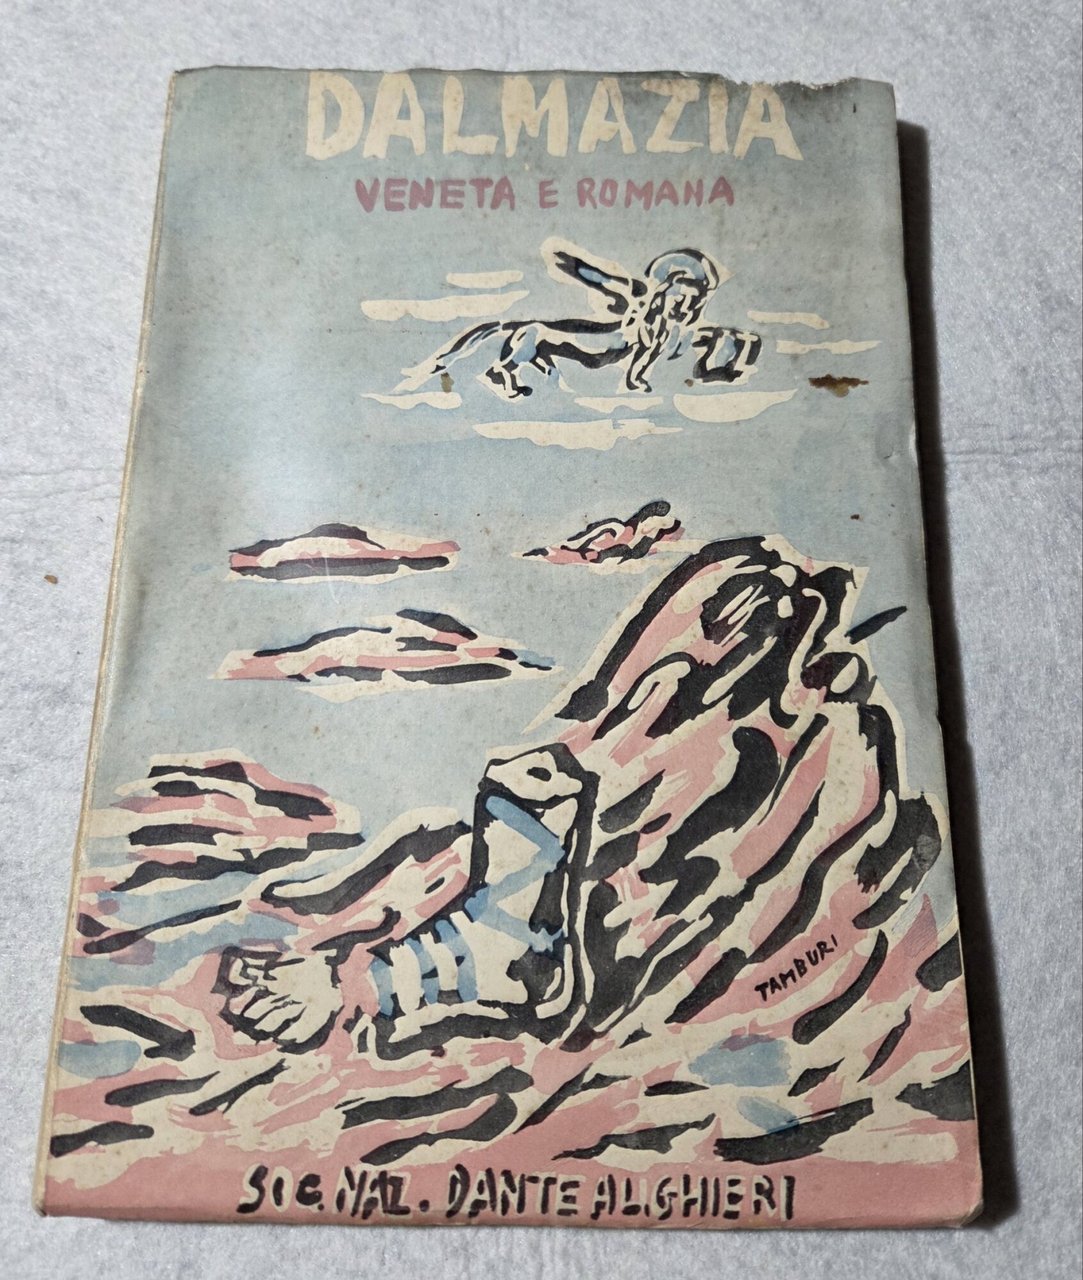 DALMAZIA
VENETA E ROMANA
TAMBURI
SOC. NAZ. DANTE ALIGHIERI